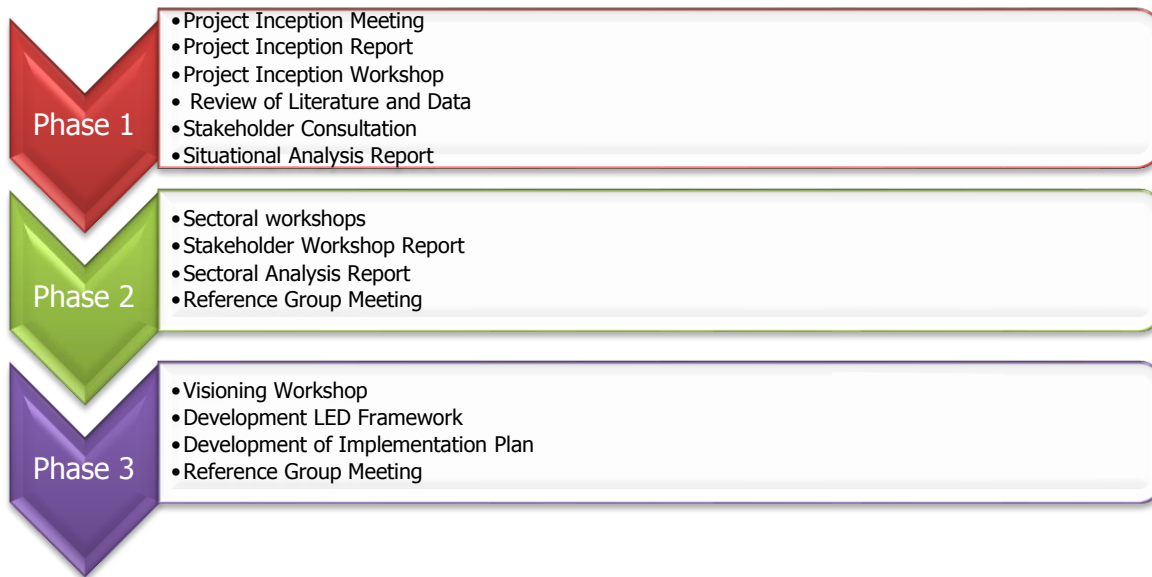 Phase 1
•Project Inception Meeting
•Project Inception Report
•Project Inception Workshop
• Review of Literature and Data
•Stakeholder Consultation
•Situational Analysis Report
Phase 2
•Sectoral workshops
•Stakeholder Workshop Report
•Sectoral Analysis Report
•Reference Group Meeting
Phase 3
•Visioning Workshop
•Development LED Framework
•Development of Implementation Plan
•Reference Group Meeting